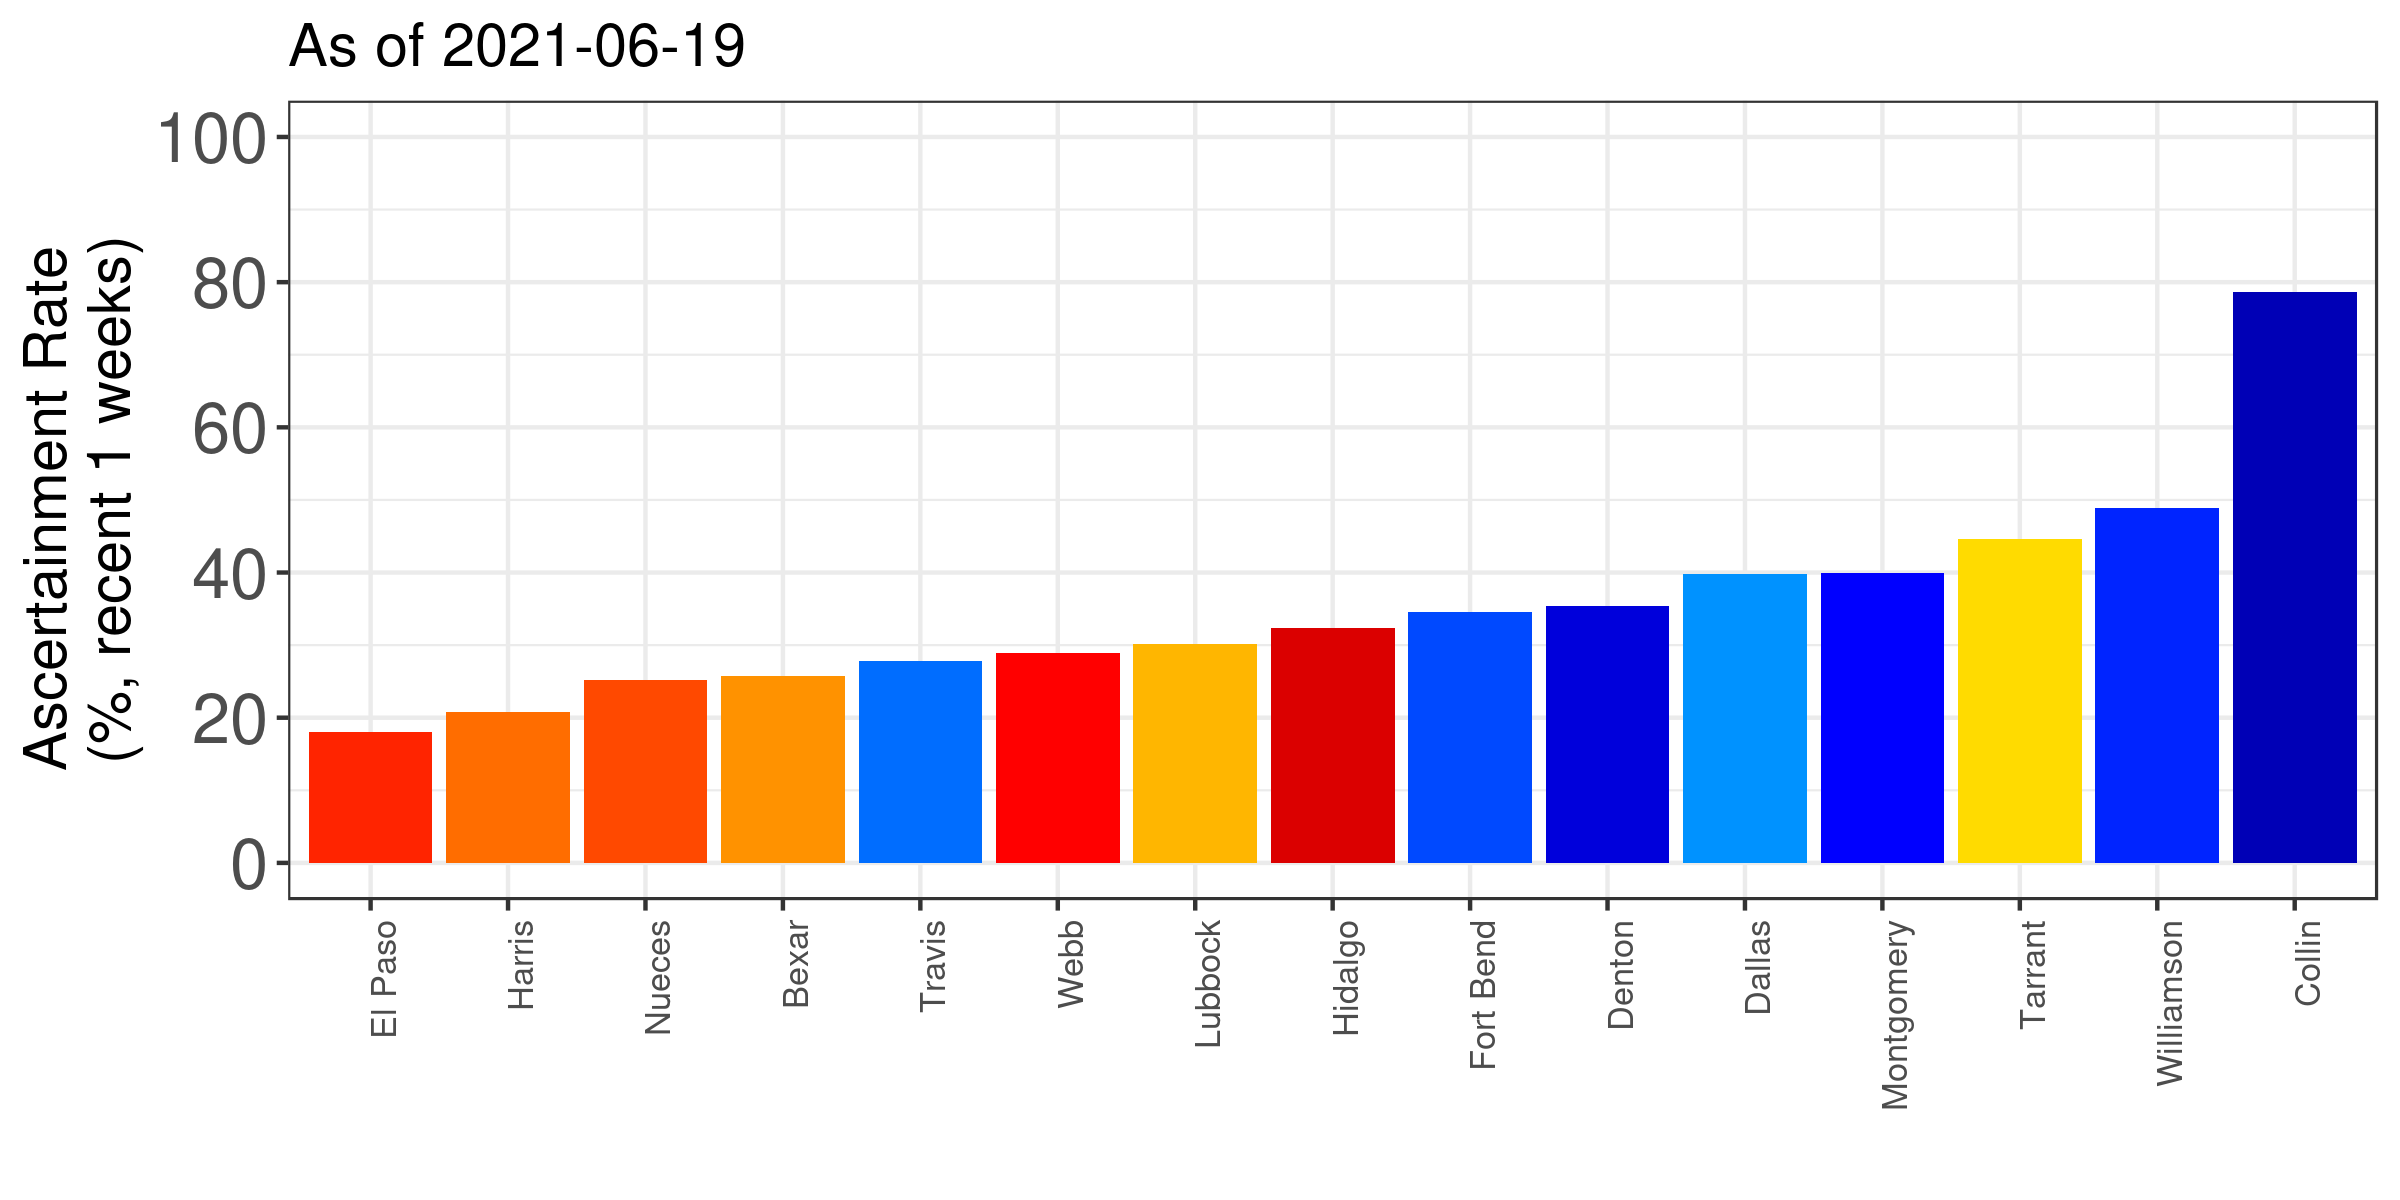 As of 2021-06-19
Ascertainment Rate
(%, recent 1 weeks)
100
80
60
40
20
0
El Paso
Harris
Nueces
Bexar
Travis
Webb
Lubbock
Hidalgo
Fort Bend
Denton
Dallas
Montgomery
Tarrant
Williamson
Collin